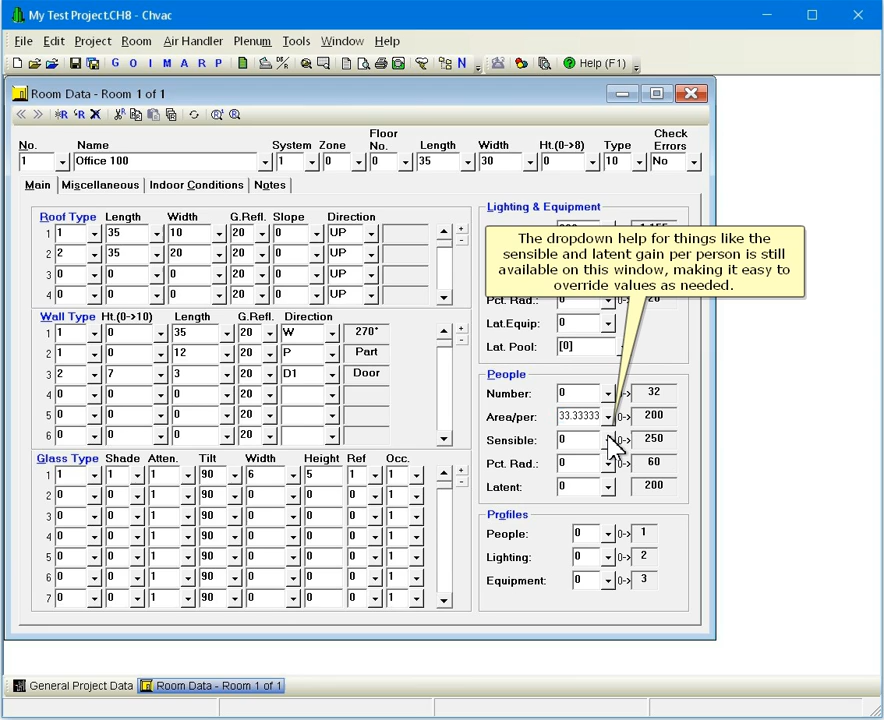 My Test Project.CH8 - Chvac
File Edit Project Room Air Handler Plenum Tools Window Help
G O I M A R P N Help (F1)
Room Data - Room 1 of 1
No. Name System Zone Floor No. Length Width Ht.(0->8) Type Check Errors
1 Office 100 1 0 0 35 30 0 10 No
Main Miscellaneous Indoor Conditions Notes
Roof Type Length Width G.Refl. Slope Direction
1 1 35 10 20 0 UP
2 2 35 20 20 0 UP
3 0 0 0 20 0 UP
4 0 0 0 20 0 UP
Wall Type Ht.(0->10) Length G.Refl. Direction
1 1 0 35 20 W 270°
2 1 0 12 20 P Part
3 2 7 3 20 D1 Door
4 0 0 0 20
5 0 0 0 20
6 0 0 0 20
Glass Type Shade Atten. Tilt Width Height Ref Occ.
1 1 1 1 90 6 5 1 1
2 0 0 1 90 0 0 0 1
3 0 0 1 90 0 0 0 1
4 0 0 1 90 0 0 0 1
5 0 0 1 90 0 0 0 1
6 0 0 1 90 0 0 0 1
7 0 0 1 90 0 0 0 1
Lighting & Equipment
The dropdown help for things like the
sensible and latent gain per person is still
available on this window, making it easy to
override values as needed.
Pct. Rad.: 0 20
Lat.Equip: 0
Lat. Pool: [0]
People
Number: 0 0-> 32
Area/per: 33.33333 0-> 200
Sensible: 0 0-> 250
Pct. Rad.: 0 0-> 60
Latent: 0 200
Profiles
People: 0 0-> 1
Lighting: 0 0-> 2
Equipment: 0 0-> 3
General Project Data Room Data - Room 1 of 1